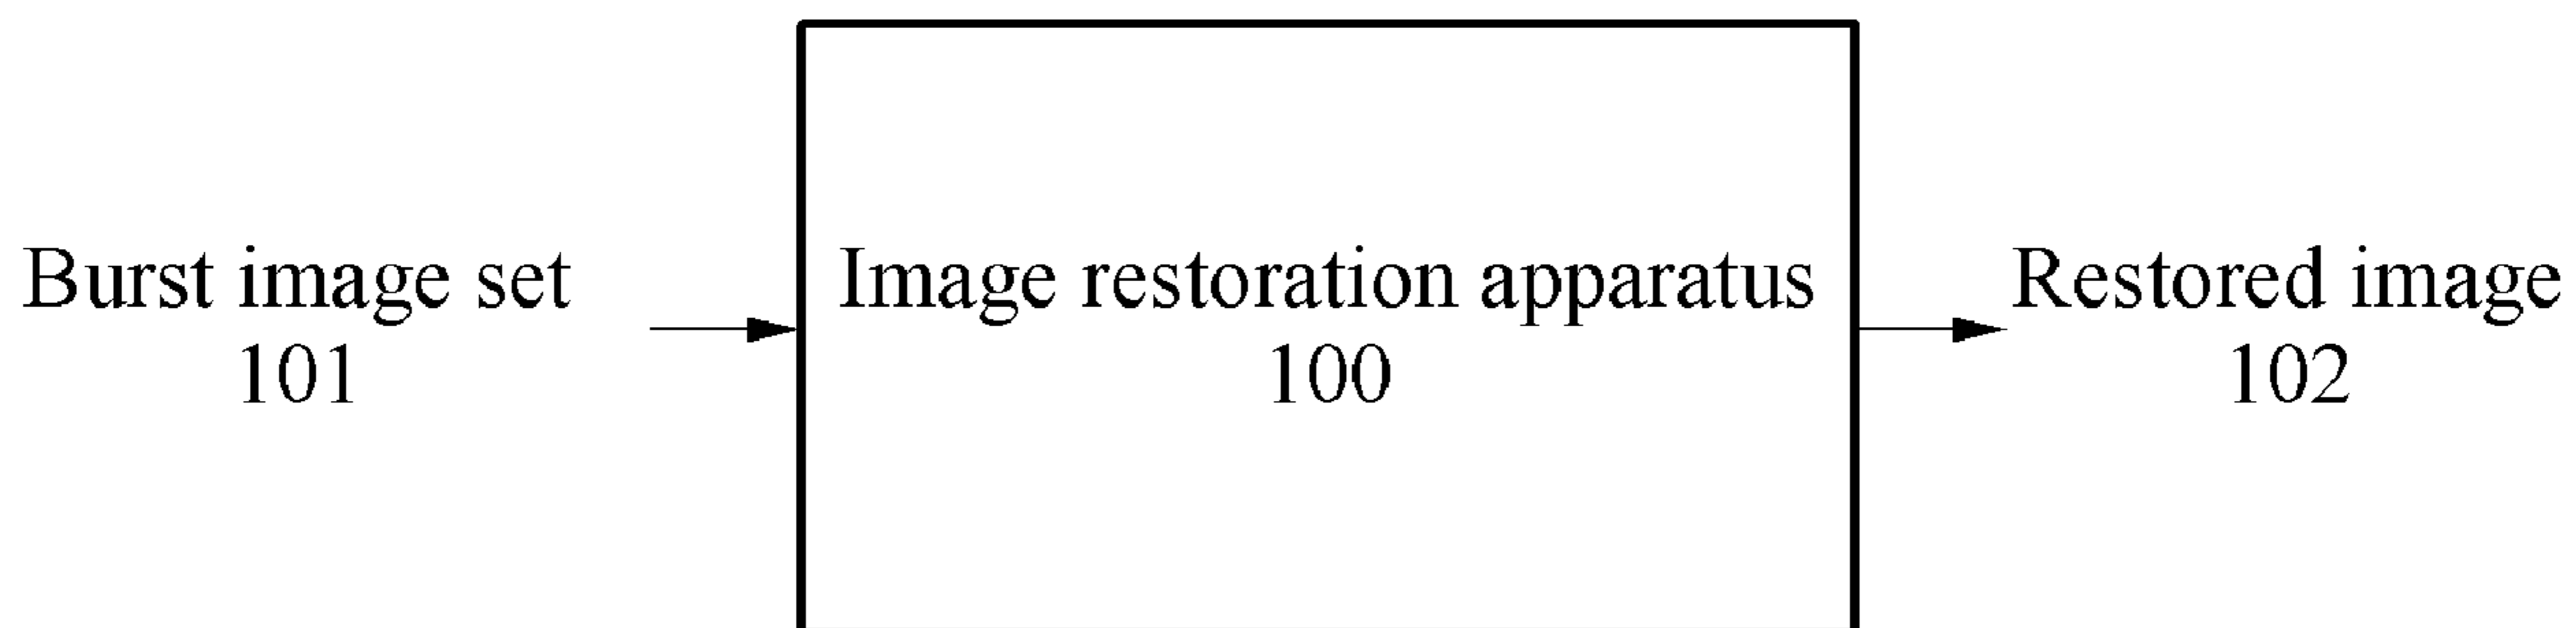 Burst image set
101
Image restoration apparatus
100
Restored image
102